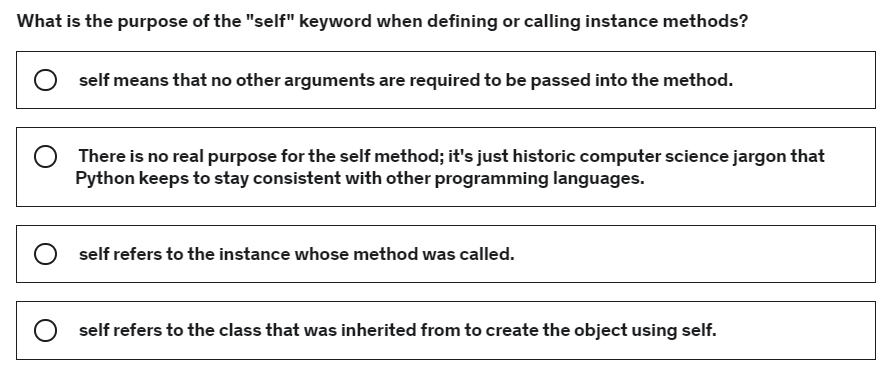 What is the purpose of the "self" keyword when defining or calling instance methods?
self means that no other arguments are required to be passed into the method.
There is no real purpose for the self method; it's just historic computer science jargon that
Python keeps to stay consistent with other programming languages.
self refers to the instance whose method was called.
self refers to the class that was inherited from to create the object using self.